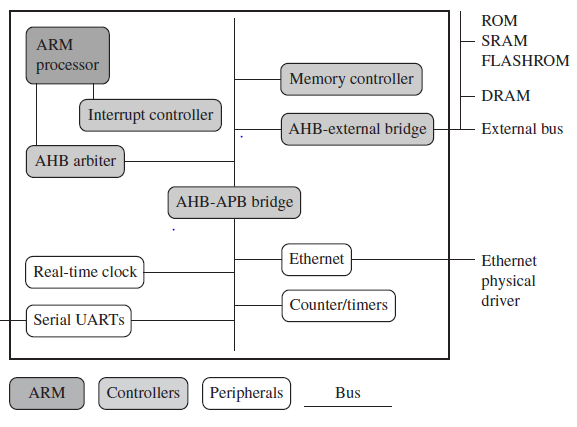 ARM
processor
Interrupt controller
AHB arbiter
Memory controller
AHB-external bridge
AHB-APB bridge
Real-time clock
Serial UARTs
Ethernet
Counter/timers
ROM
SRAM
FLASHROM
DRAM
External bus
Ethernet
physical
driver
ARM
Controllers
Peripherals
Bus